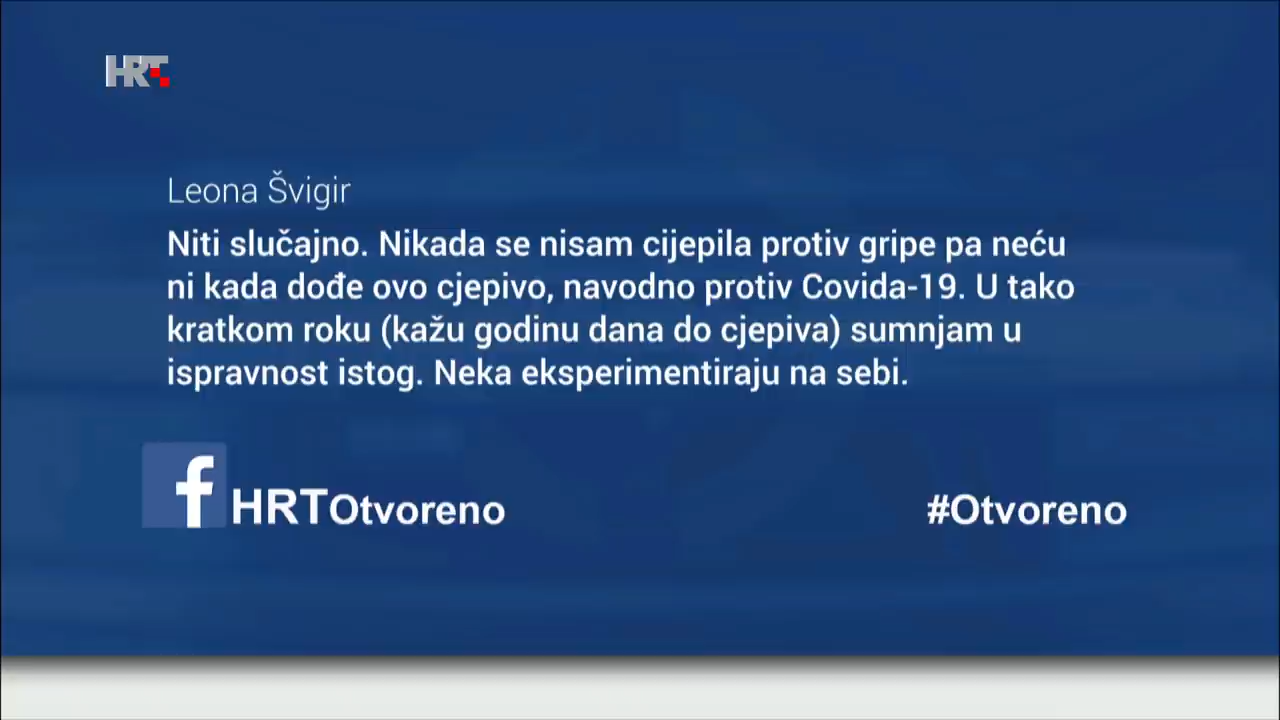 HRT
Leona Švigir
Niti slučajno. Nikada se nisam cijepila protiv gripe pa neću
ni kada dođe ovo cjepivo, navodno protiv Covida-19. U tako
kratkom roku (kažu godinu dana do cjepiva) sumnjam u
ispravnost istog. Neka eksperimentiraju na sebi.
f HRTOtvoreno
#Otvoreno